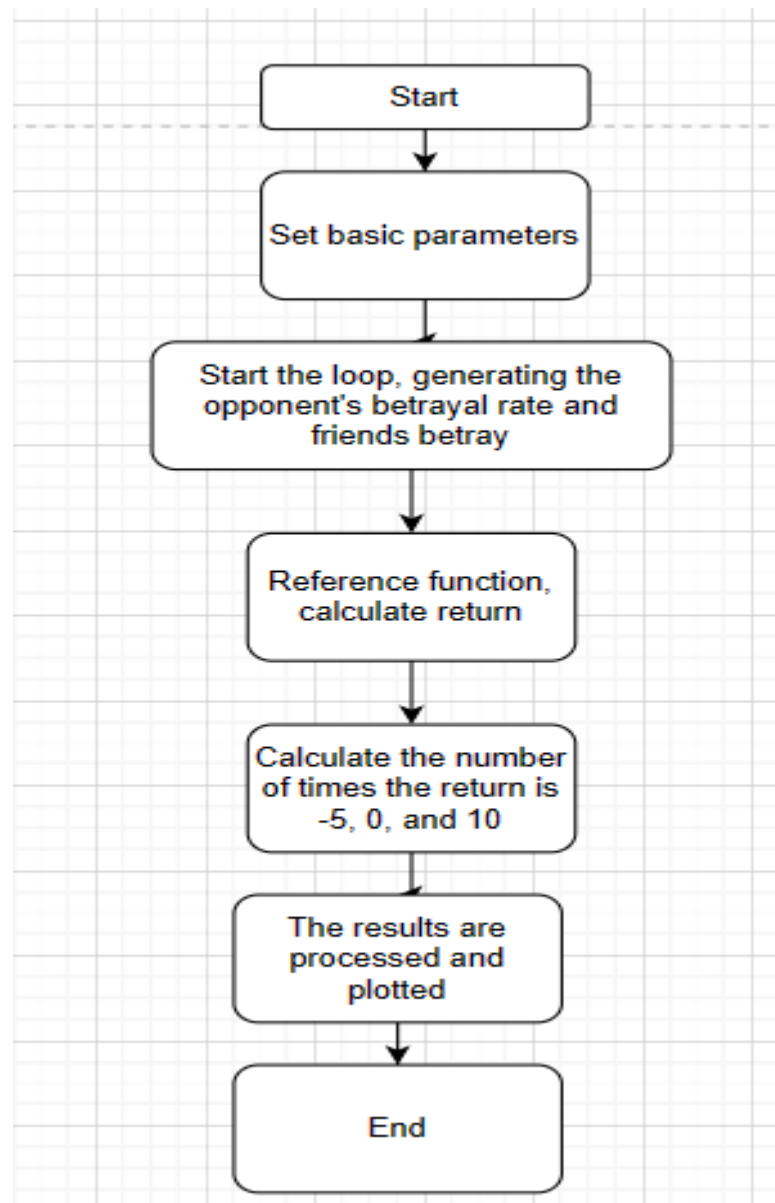 Start
Set basic parameters
Start the loop, generating the
opponent's betrayal rate and
friends betray
Reference function,
calculate return
Calculate the number
of times the return is
-5, 0, and 10
The results are
processed and
plotted
End